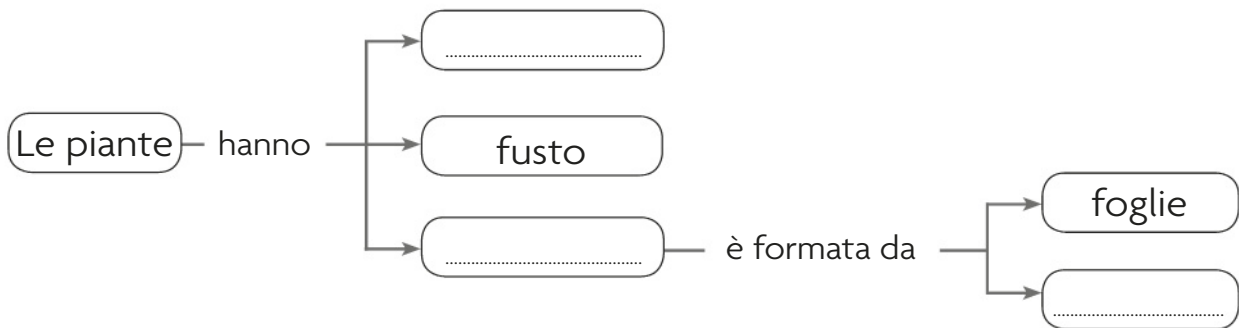 Le piante
hanno
fusto
è formata da
foglie